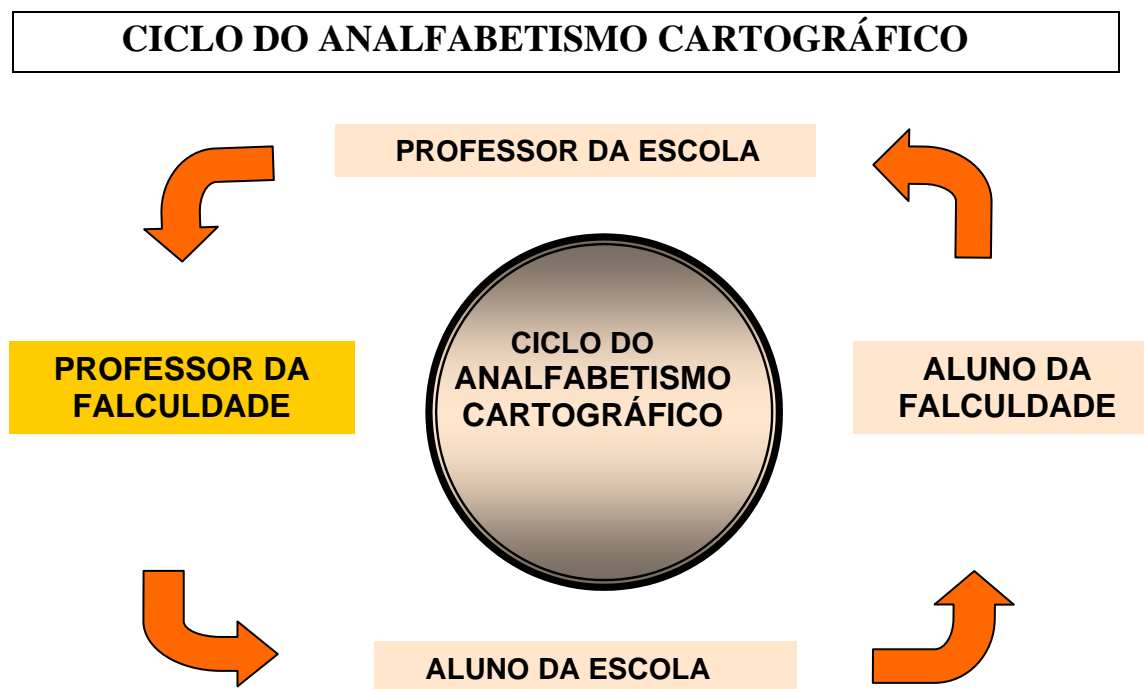 CICLO DO ANALFABETISMO CARTOGRÁFICO
PROFESSOR DA ESCOLA
PROFESSOR DA
FALCULDADE
CICLO DO
ANALFABETISMO
CARTOGRÁFICO
ALUNO DA
FALCULDADE
ALUNO DA ESCOLA